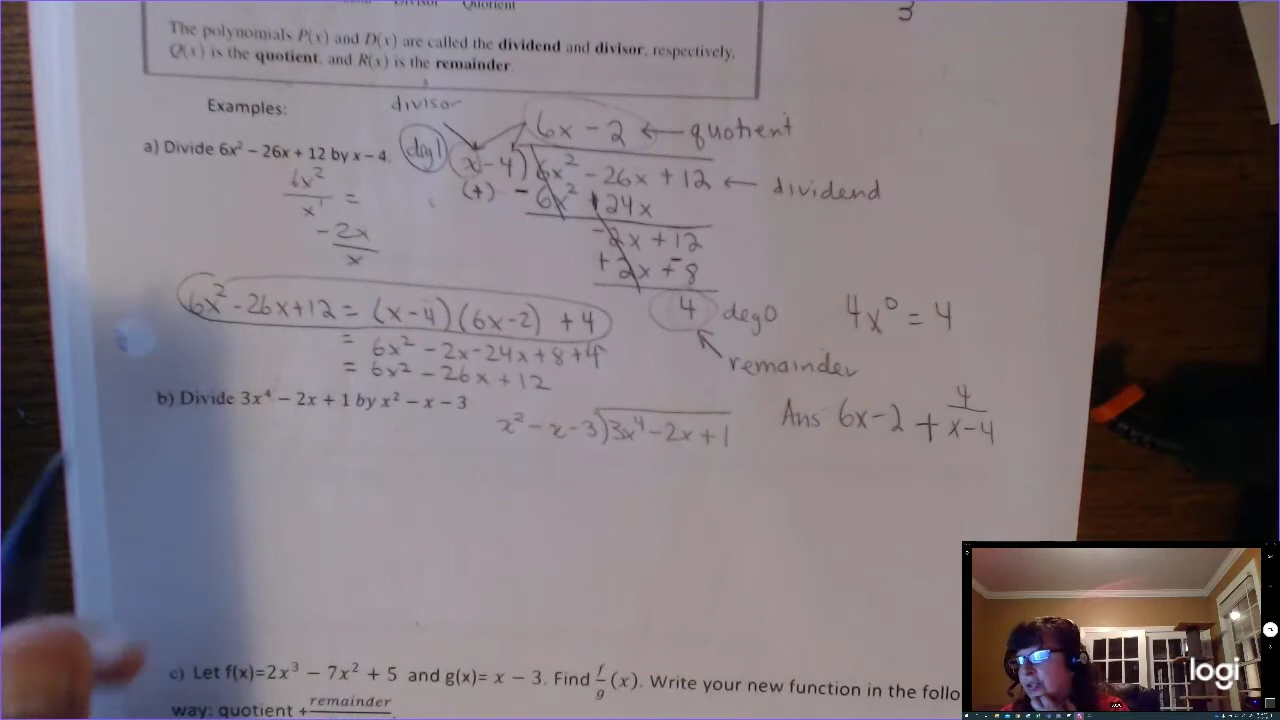 Divisor Quotient
3
The polynomials P(x) and D(x) are called the dividend and divisor, respectively,
Q(x) is the quotient, and R(x) is the remainder.
Examples:
divisor
6x - 2 ← quotient
a) Divide 6x² − 26x + 12 by x − 4.
deg 1
x - 4) 6x² - 26x + 12 ← dividend
6x²/x¹ =
(+) - 6x² + 24x
-2x/x
-2x + 12
+2x - 8
4 deg 0
4x⁰ = 4
remainder
6x² - 26x + 12 = (x-4)(6x-2) + 4
= 6x² - 2x - 24x + 8 + 4
= 6x² - 26x + 12
b) Divide 3x⁴ − 2x + 1 by x² − x − 3
x² - x - 3) 3x⁴ - 2x + 1
Ans 6x - 2 + 4/(x-4)
c) Let f(x)=2x³ − 7x² + 5 and g(x)= x − 3. Find f/g (x). Write your new function in the follo
way: quotient + remainder
logi